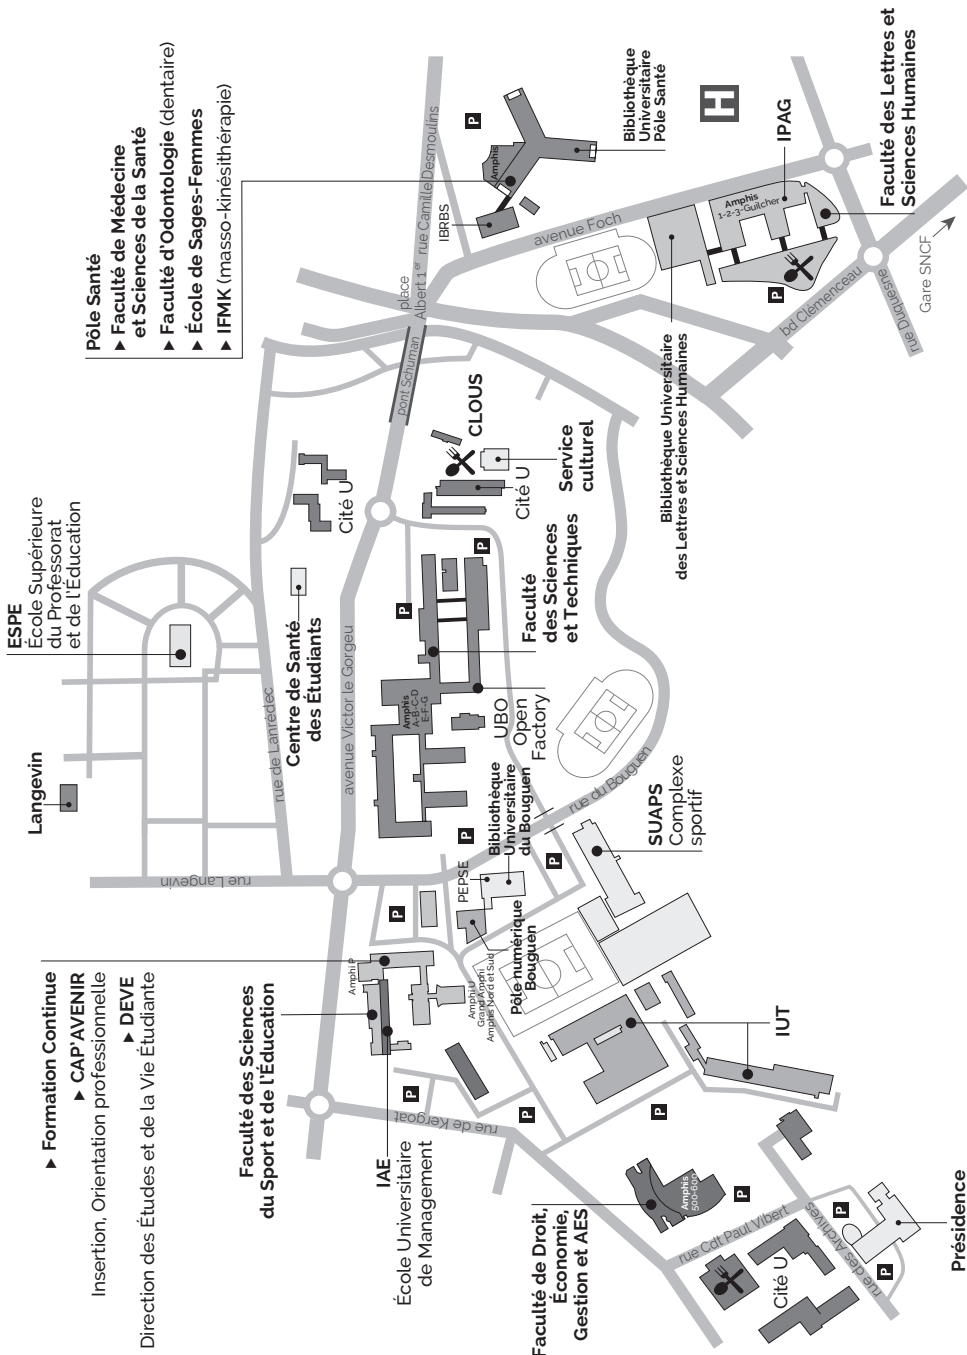 Pôle Santé
▶ Faculté de Médecine
et Sciences de la Santé
▶ Faculté d'Odontologie (dentaire)
▶ École de Sages-Femmes
▶ IFMK (masso-kinésithérapie)
ESPE
École Supérieure
du Professorat
et de l'Éducation
Langevin
▶ Formation Continue
▶ CAP'AVENIR
Insertion, Orientation professionnelle
▶ DEVE
Direction des Études et de la Vie Étudiante
Faculté des Sciences
du Sport et de l'Éducation
IAE
École Universitaire
de Management
Faculté de Droit,
Économie,
Gestion et AES
rue Langevin
rue de Kergoat
rue de Lanrédec
avenue Victor le Gorgeu
Centre de Santé
des Étudiants
Cité U
pont Schuman
place
Albert 1er
rue Camille Desmoulins
P
Amphis
IBRBS
Bibliothèque
Universitaire
Pôle Santé
H
avenue Foch
Amphis
1-2-3-Guilcher
IPAG
Faculté des Lettres et
Sciences Humaines
P
bd Clémenceau
rue Duquesne
Gare SNCF
Bibliothèque Universitaire
des Lettres et Sciences Humaines
CLOUS
Service
culturel
Cité U
P
P
Faculté
des Sciences
et Techniques
Amphis
A-B-C-D
E-F-G
UBO
Open
Factory
P
Bibliothèque
Universitaire
du Bouguen
rue du Bouguen
P
SUAPS
Complexe
sportif
PEPSE
P
Pôle numérique
Bouguen
Amphi P
Amphi U
Grand Amphi
Amphis Nord et Sud
P
P
IUT
P
Amphis
500-600
P
rue Cdt Paul Vibert
Cité U
rue des Archives
P
P
Présidence